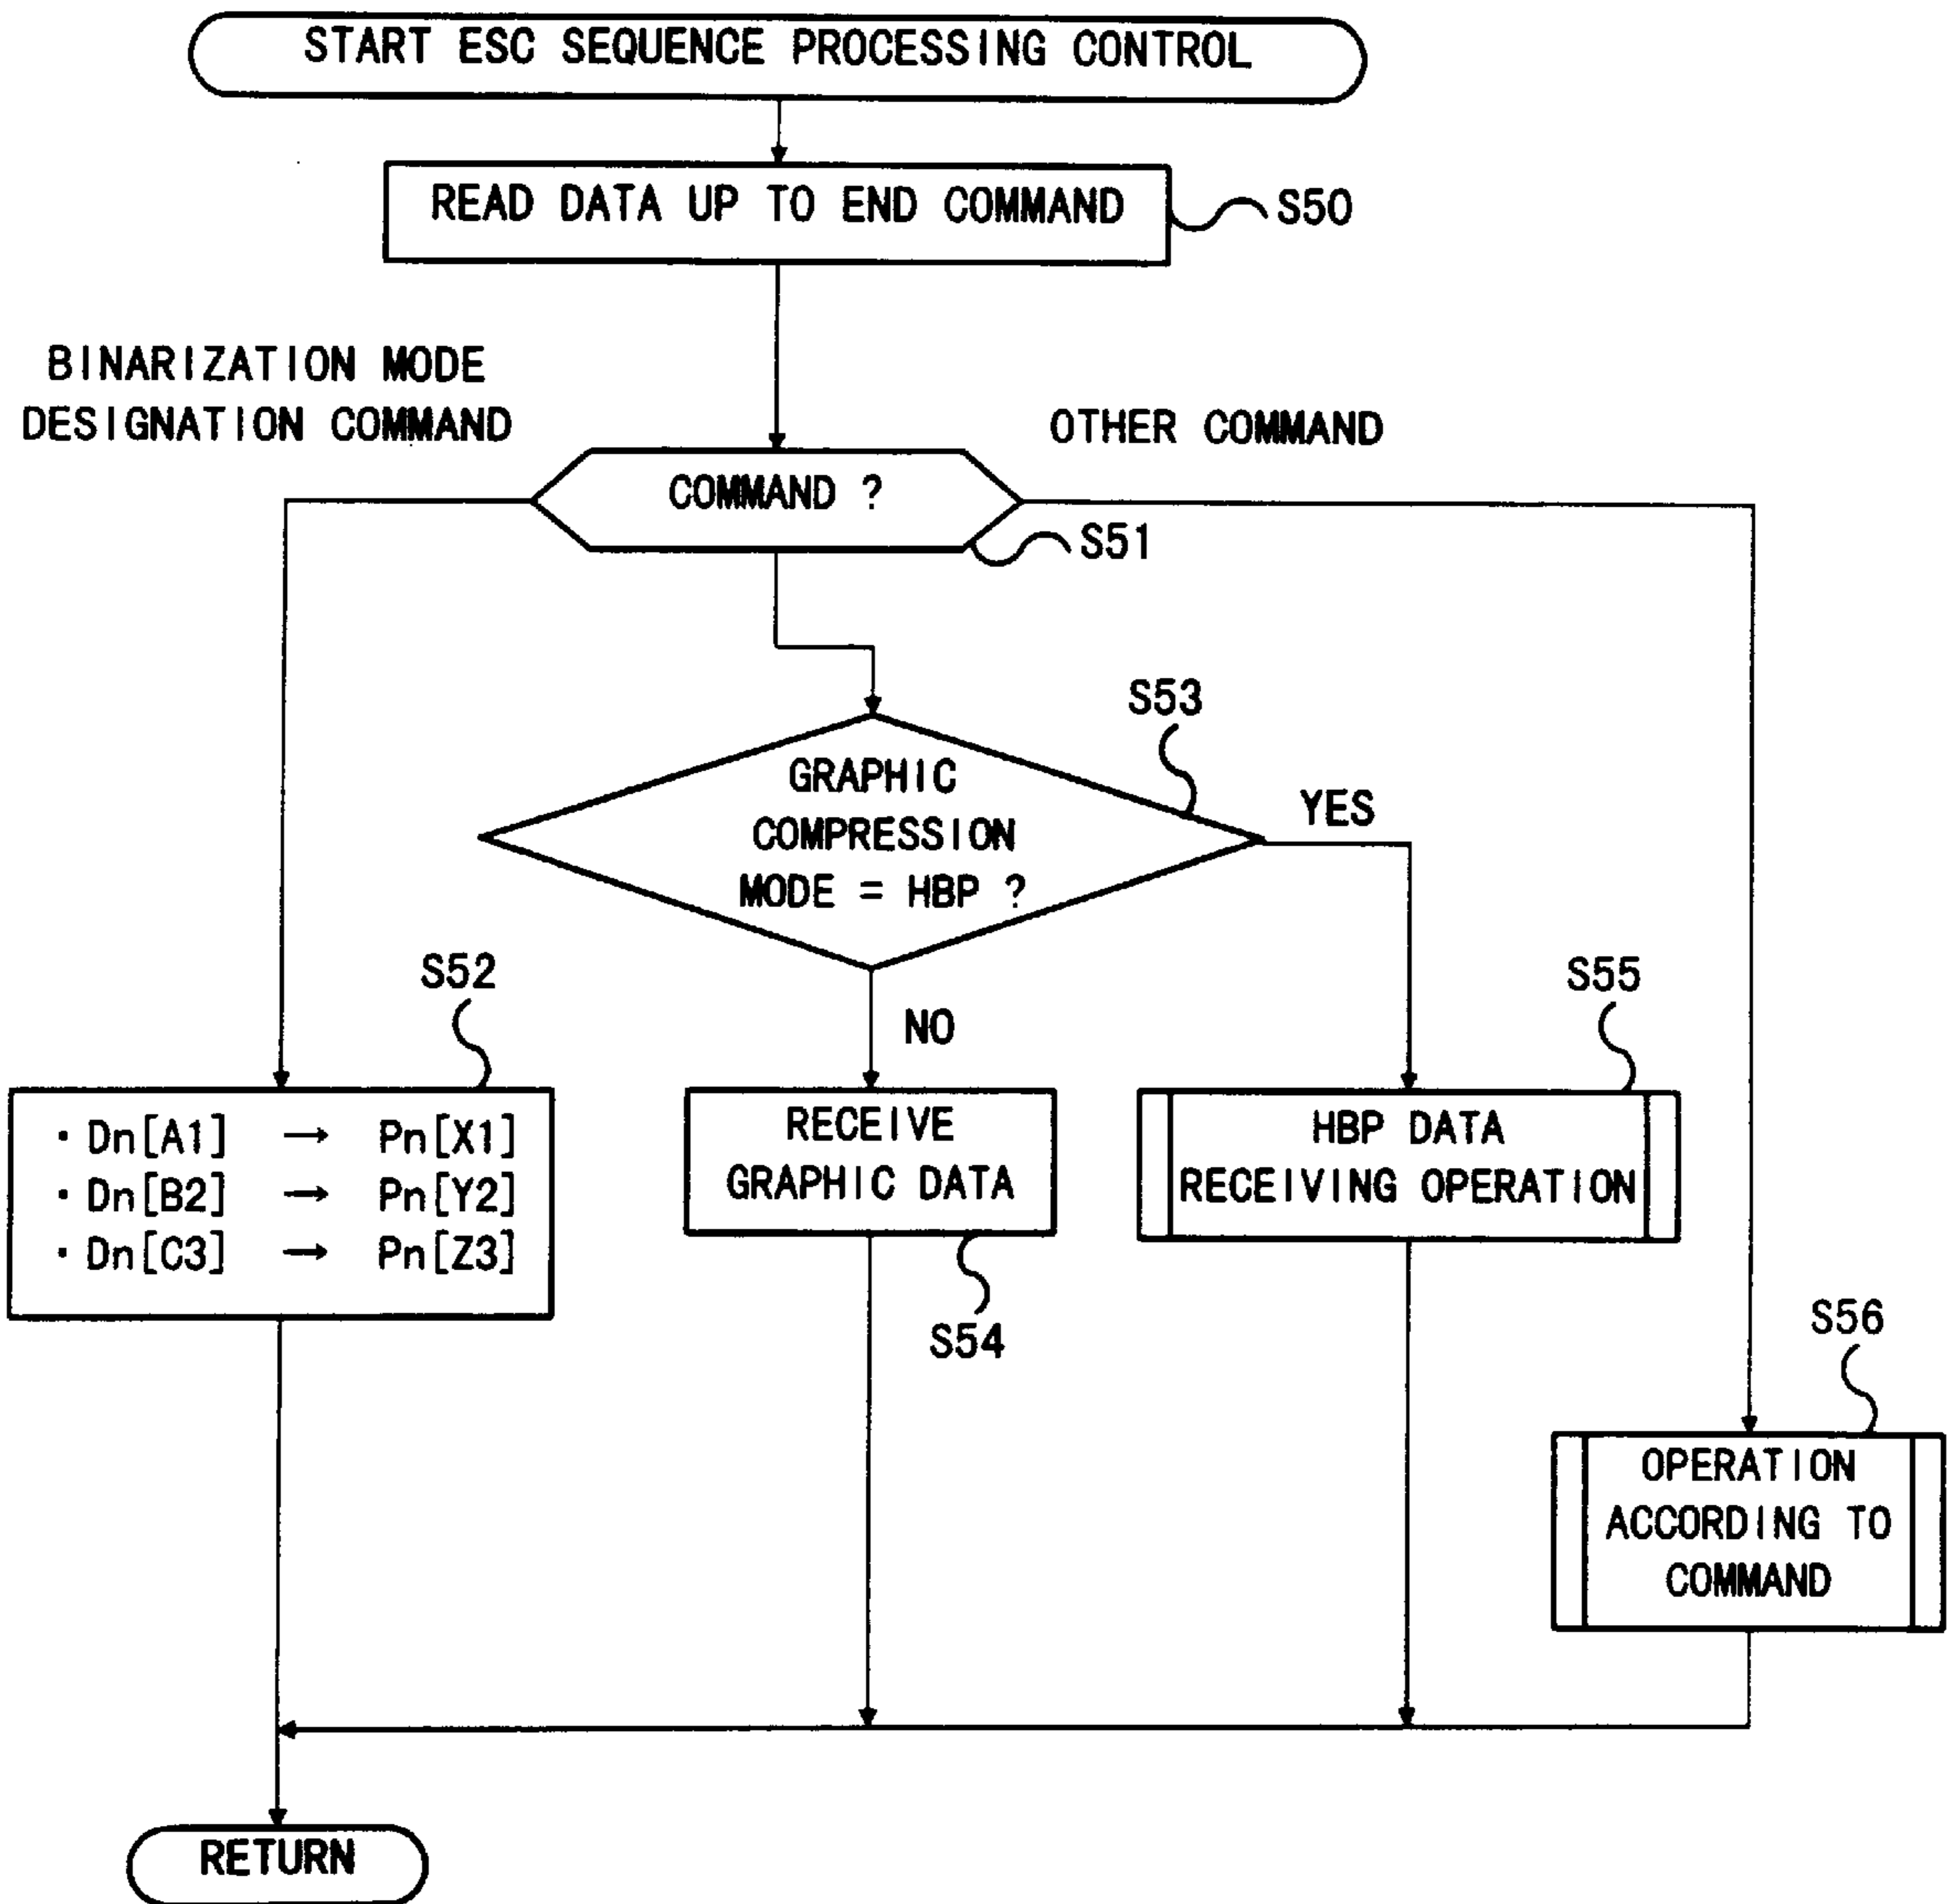 START ESC SEQUENCE PROCESSING CONTROL
READ DATA UP TO END COMMAND
S50
BINARIZATION MODE
DESIGNATION COMMAND
OTHER COMMAND
COMMAND ?
S51
S53
GRAPHIC
COMPRESSION
MODE = HBP ?
YES
NO
S52
· Dn[A1] → Pn[X1]
· Dn[B2] → Pn[Y2]
· Dn[C3] → Pn[Z3]
RECEIVE
GRAPHIC DATA
S54
S55
HBP DATA
RECEIVING OPERATION
S56
OPERATION
ACCORDING TO
COMMAND
RETURN